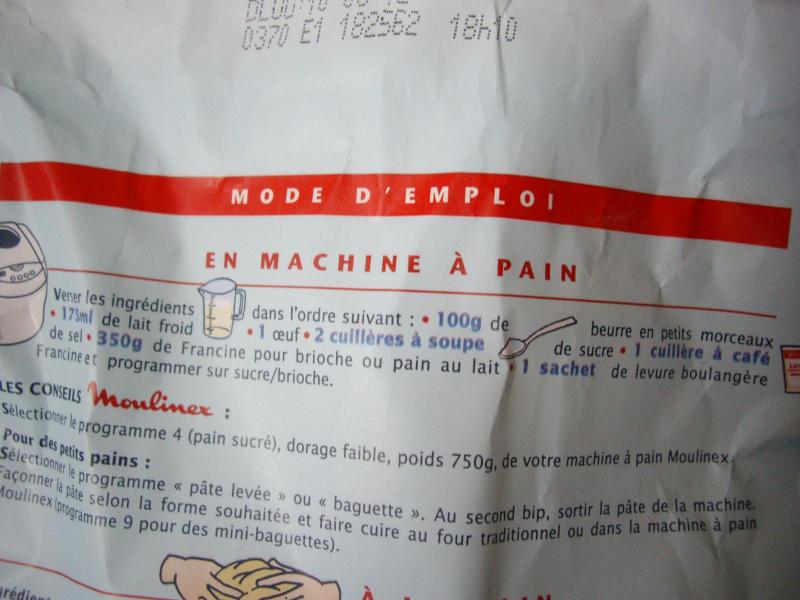 0370 E1 182562 18h10
MODE D'EMPLOI
EN MACHINE À PAIN
Verser les ingrédients dans l'ordre suivant : • 100g de beurre en petits morceaux
• 175ml de lait froid • 1 œuf • 2 cuillères à soupe de sucre • 1 cuillère à café
de sel • 350g de Francine pour brioche ou pain au lait • 1 sachet de levure boulangère
Francine et programmer sur sucre/brioche.
LES CONSEILS Moulinex :
Sélectionner le programme 4 (pain sucré), dorage faible, poids 750g, de votre machine à pain Moulinex.
Pour des petits pains :
Sélectionner le programme « pâte levée » ou « baguette ». Au second bip, sortir la pâte de la machine.
Façonner la pâte selon la forme souhaitée et faire cuire au four traditionnel ou dans la machine à pain
Moulinex (programme 9 pour des mini-baguettes).